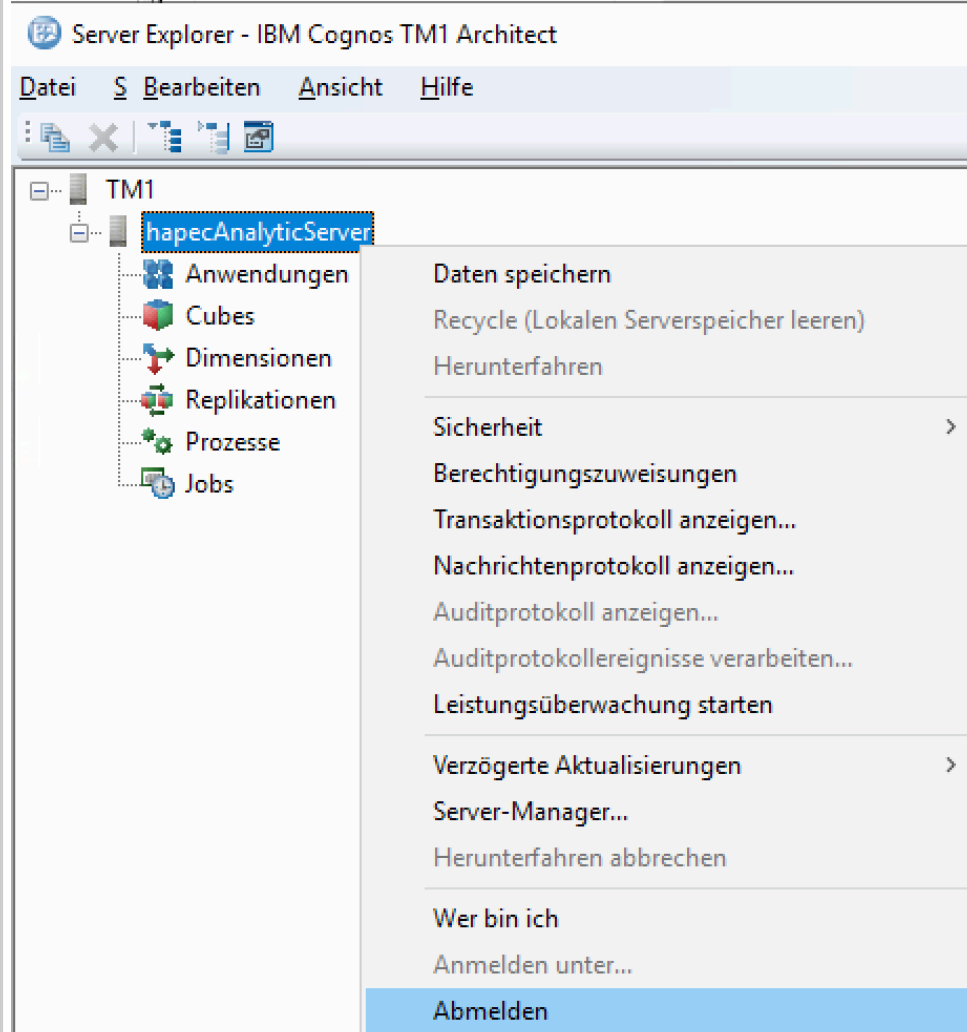 Server Explorer - IBM Cognos TM1 Architect
Datei S Bearbeiten Ansicht Hilfe
TM1
hapecAnalyticServer
Anwendungen
Cubes
Dimensionen
Replikationen
Prozesse
Jobs
Daten speichern
Recycle (Lokalen Serverspeicher leeren)
Herunterfahren
Sicherheit
Berechtigungszuweisungen
Transaktionsprotokoll anzeigen...
Nachrichtenprotokoll anzeigen...
Auditprotokoll anzeigen...
Auditprotokollereignisse verarbeiten...
Leistungsüberwachung starten
Verzögerte Aktualisierungen
Server-Manager...
Herunterfahren abbrechen
Wer bin ich
Anmelden unter...
Abmelden